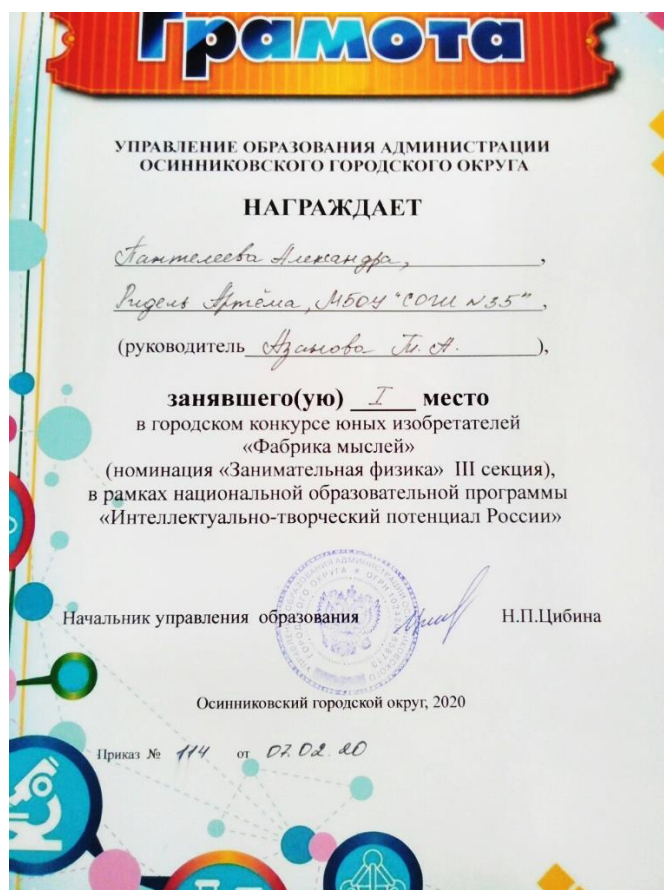 Грамота
УПРАВЛЕНИЕ ОБРАЗОВАНИЯ АДМИНИСТРАЦИИ
ОСИННИКОВСКОГО ГОРОДСКОГО ОКРУГА
НАГРАЖДАЕТ
Пантелеева Александра,,
Ридель Артёма, МБОУ "СОШ №35",
(руководитель Азанова Т. А.),
занявшего(ую) I место
в городском конкурсе юных изобретателей
«Фабрика мыслей»
(номинация «Занимательная физика» III секция),
в рамках национальной образовательной программы
«Интеллектуально-творческий потенциал России»
Начальник управления образования Н.П.Цибина
Осинниковский городской округ, 2020
Приказ № 114 от 07.02.20